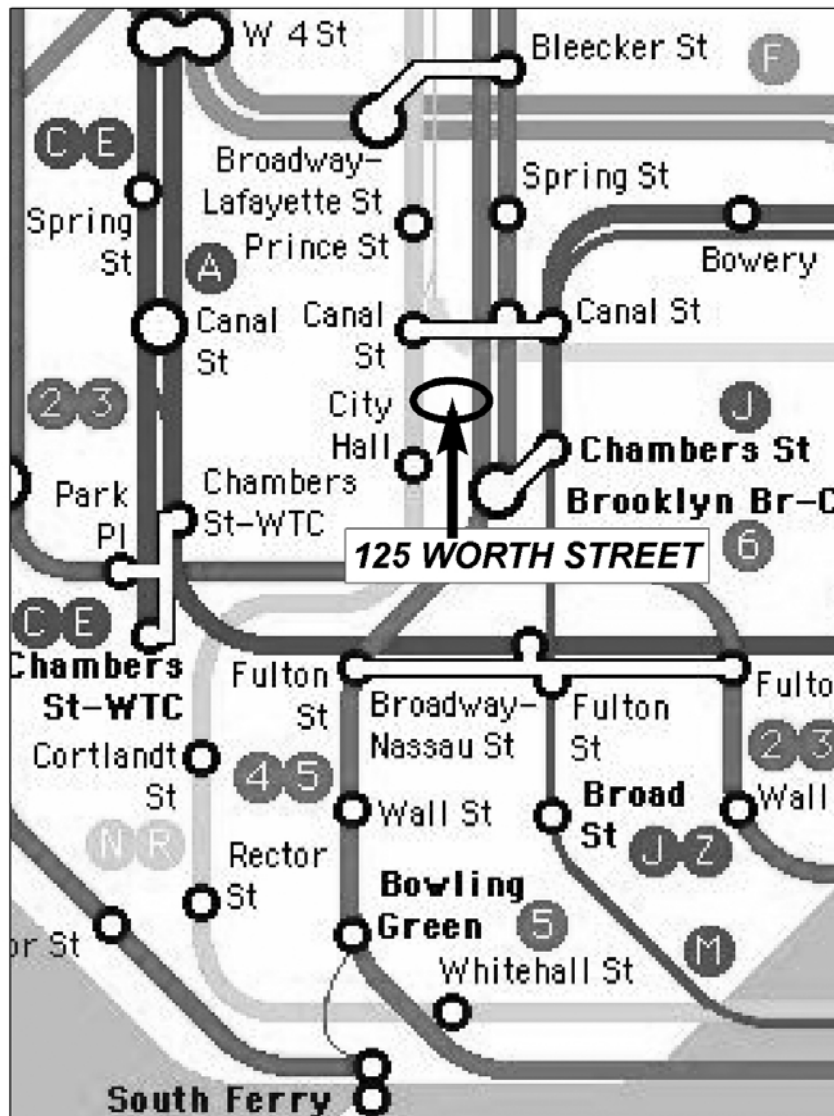 W 4 St
Bleecker St
F
C E
Broadway-
Lafayette St
Spring St
Spring
St
Prince St
A
Bowery
Canal
St
Canal
St
Canal St
2 3
City
Hall
J
Chambers St
Park
Pl
Chambers
St-WTC
Brooklyn Br-C
125 WORTH STREET
6
C E
Chambers
St-WTC
Fulton
St
Broadway-
Nassau St
Fulton
St
Fulto
Cortlandt
St
4 5
2 3
Wall St
Broad
St
Wall
N R
Rector
St
J Z
Bowling
Green
5
or St
M
Whitehall St
South Ferry